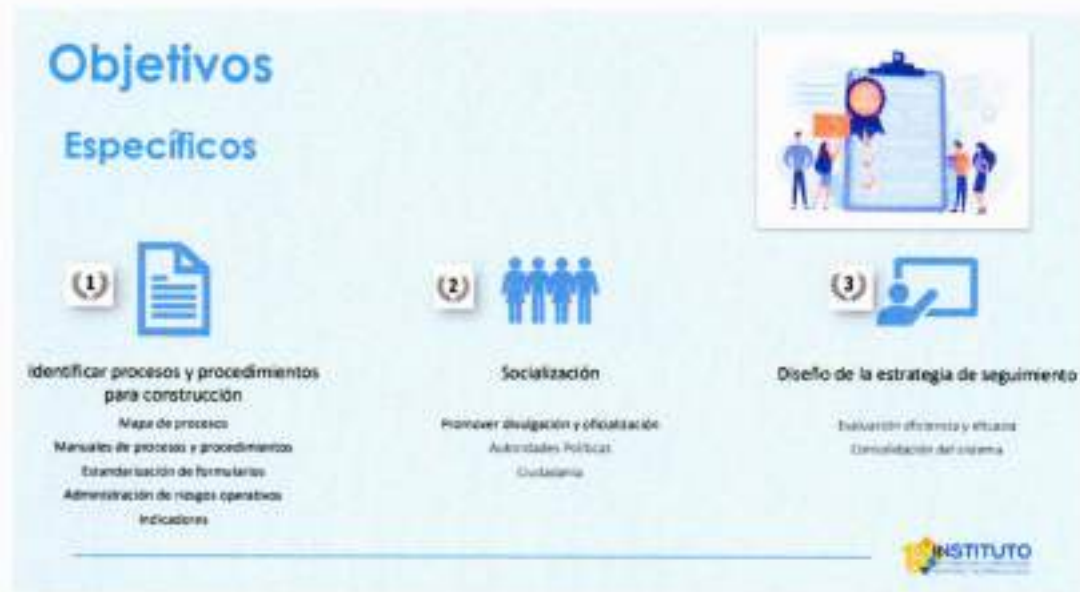 Objetivos
Específicos
(1)
(2)
(3)
Identificar procesos y procedimientos
para construcción
Mapa de procesos
Manuales de procesos y procedimientos
Estandarización de formularios
Administración de riesgos operativos
Indicadores
Socialización
Promover divulgación y oficialización
Autoridades Políticas
Ciudadanía
Diseño de la estrategia de seguimiento
Evaluación eficiencia y eficacia
Consolidación del sistema
INSTITUTO